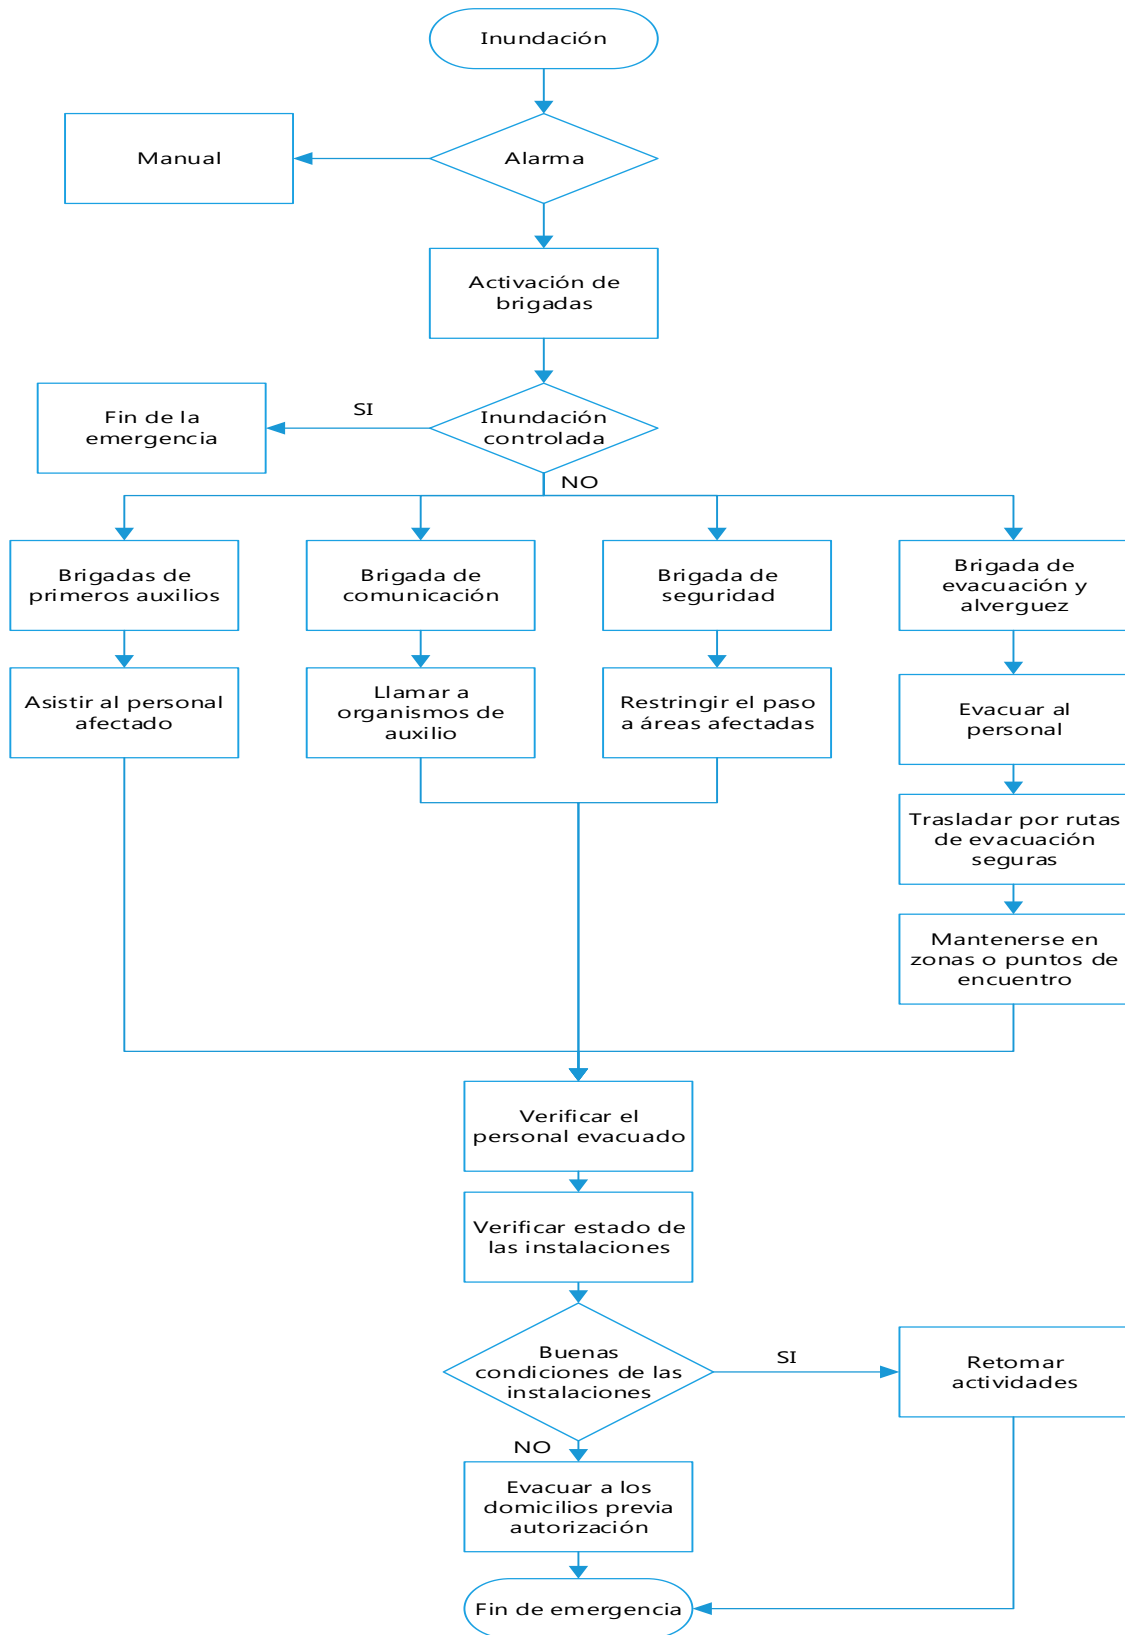 Inundación
Manual
Alarma
Activación de
brigadas
Fin de la
emergencia
SI
Inundación
controlada
NO
Brigadas de
primeros auxilios
Brigada de
comunicación
Brigada de
seguridad
Brigada de
evacuación y
alverguez
Asistir al personal
afectado
Llamar a
organismos de
auxilio
Restringir el paso
a áreas afectadas
Evacuar al
personal
Trasladar por rutas
de evacuación
seguras
Mantenerse en
zonas o puntos de
encuentro
Verificar el
personal evacuado
Verificar estado de
las instalaciones
Buenas
condiciones de las
instalaciones
SI
Retomar
actividades
NO
Evacuar a los
domicilios previa
autorización
Fin de emergencia